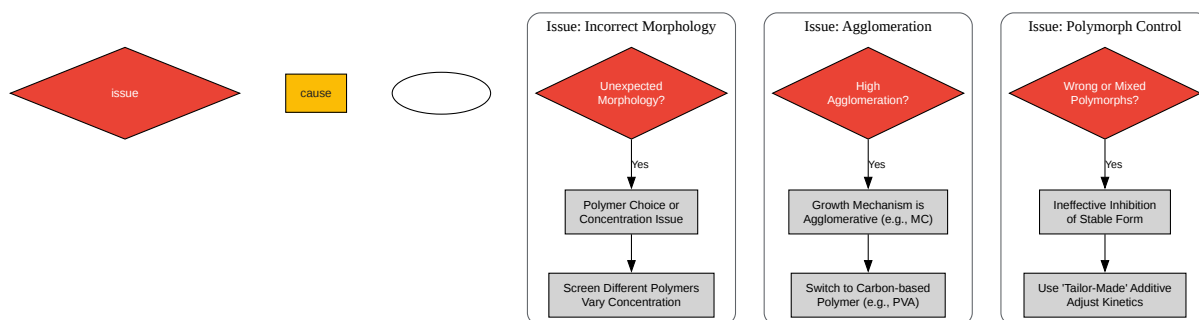 issue
cause
Issue: Incorrect Morphology
Unexpected
Morphology?
Yes
Polymer Choice or
Concentration Issue
Screen Different Polymers
Vary Concentration
Issue: Agglomeration
High
Agglomeration?
Yes
Growth Mechanism is
Agglomerative (e.g., MC)
Switch to Carbon-based
Polymer (e.g., PVA)
Issue: Polymorph Control
Wrong or Mixed
Polymorphs?
Yes
Ineffective Inhibition
of Stable Form
Use 'Tailor-Made' Additive
Adjust Kinetics